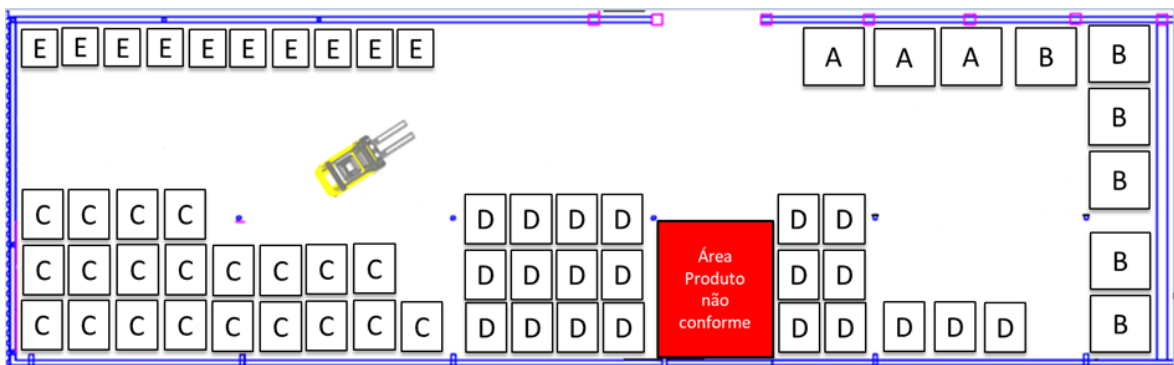 E E E E E E E E E E A A A B B
B
B
C C C C D D D D D D
C C C C C C C C D D D D
Área
Produto
não
conforme
D D B
C C C C C C C C C D D D D D D D D D B